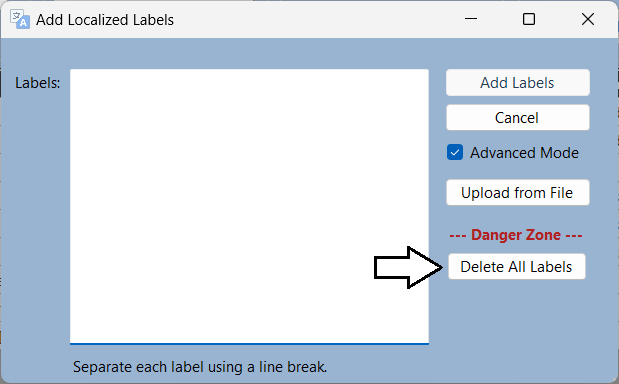 Add Localized Labels
Labels:
Add Labels
Cancel
Advanced Mode
Upload from File
--- Danger Zone ---
Delete All Labels
Separate each label using a line break.